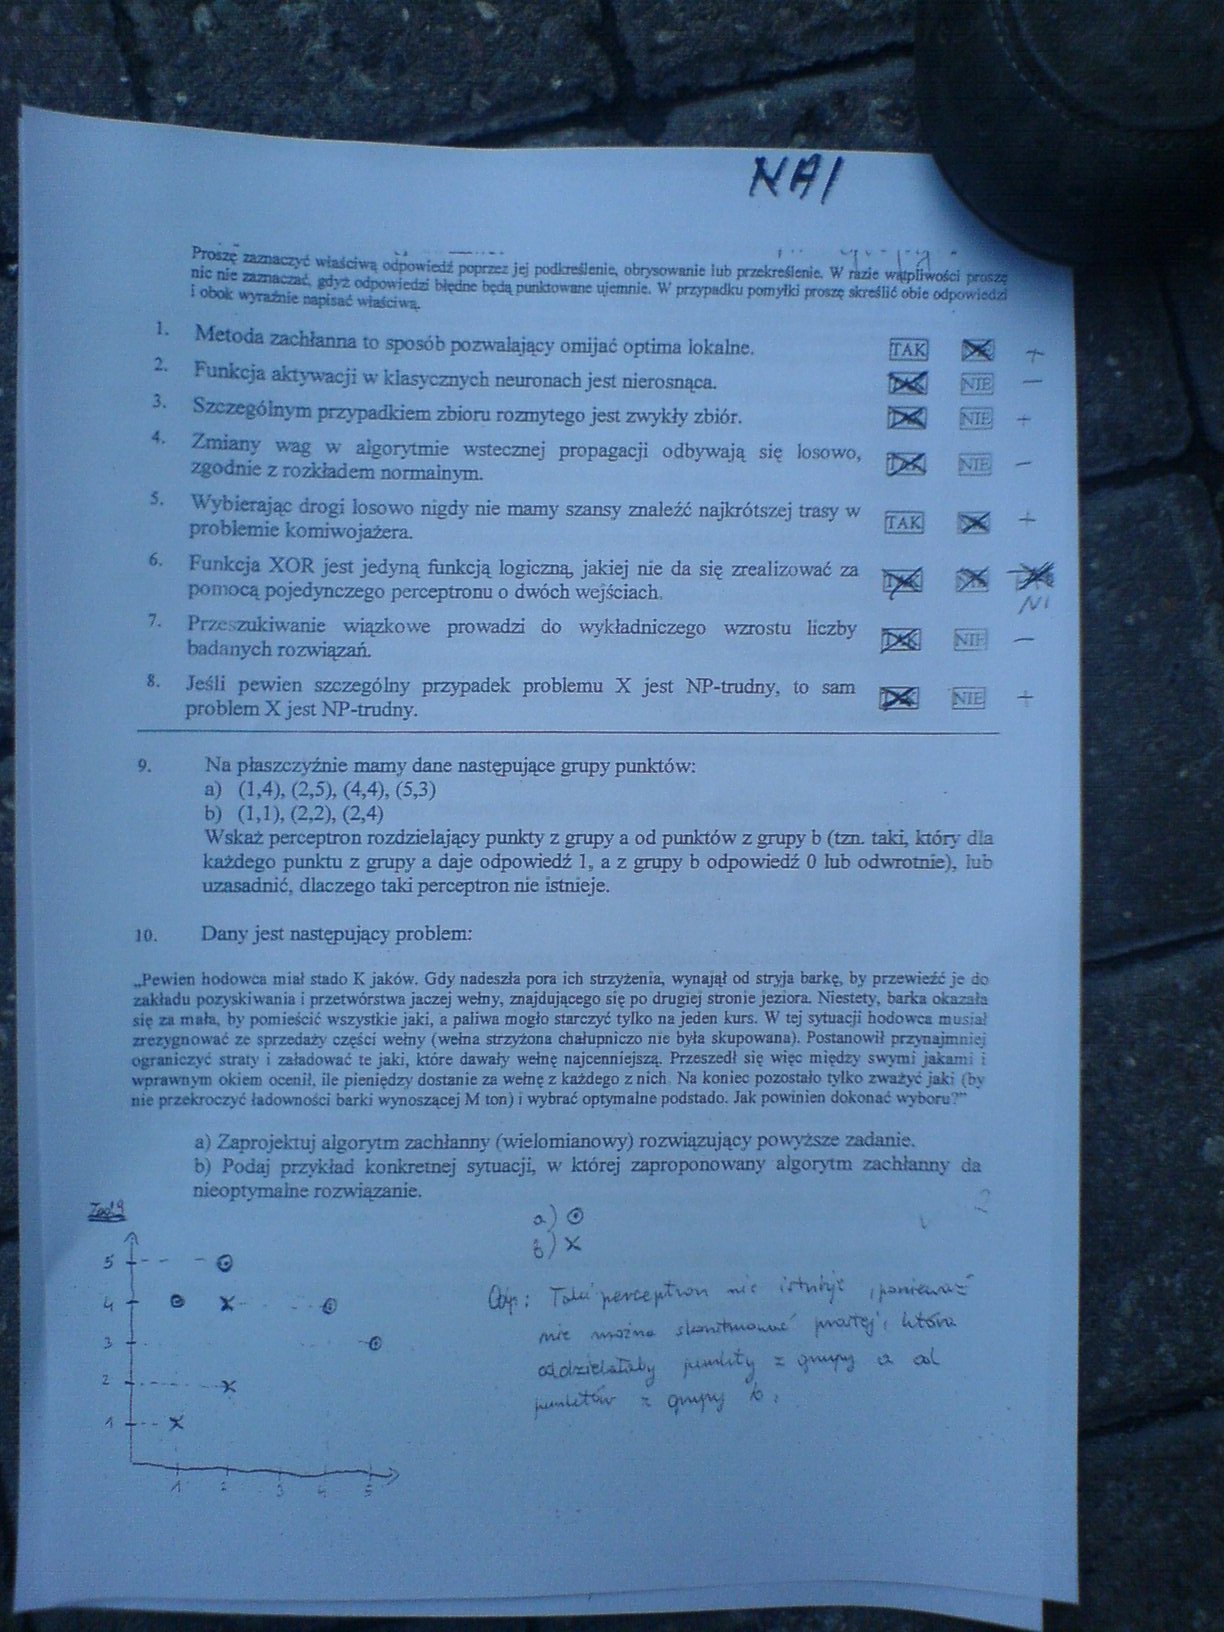 NAI
Proszę zaznaczyć właściwą odpowiedź poprzez jej podkreślenie, obrysowanie lub przekreślenie. W razie wątpliwości proszę
nic nie zaznaczać, gdyż odpowiedzi błędne będą punktowane ujemnie. W przypadku pomyłki proszę skreślić obie odpowiedzi
i obok wyraźnie napisać właściwą.
1. Metoda zachłanna to sposób pozwalający omijać optima lokalne. TAK NIE +
2. Funkcja aktywacji w klasycznych neuronach jest nierosnąca. TAK NIE –
3. Szczególnym przypadkiem zbioru rozmytego jest zwykły zbiór. TAK NIE +
4. Zmiany wag w algorytmie wstecznej propagacji odbywają się losowo,
zgodnie z rozkładem normalnym. TAK NIE –
5. Wybierając drogi losowo nigdy nie mamy szansy znaleźć najkrótszej trasy w
problemie komiwojażera. TAK NIE +
6. Funkcja XOR jest jedyną funkcją logiczną, jakiej nie da się zrealizować za
pomocą pojedynczego perceptronu o dwóch wejściach. TAK NIE
7. Przeszukiwanie wiązkowe prowadzi do wykładniczego wzrostu liczby
badanych rozwiązań. TAK NIE –
8. Jeśli pewien szczególny przypadek problemu X jest NP-trudny, to sam
problem X jest NP-trudny. TAK NIE +
9. Na płaszczyźnie mamy dane następujące grupy punktów:
a) (1,4), (2,5), (4,4), (5,3)
b) (1,1), (2,2), (2,4)
Wskaż perceptron rozdzielający punkty z grupy a od punktów z grupy b (tzn. taki, który dla
każdego punktu z grupy a daje odpowiedź 1, a z grupy b odpowiedź 0 lub odwrotnie), lub
uzasadnić, dlaczego taki perceptron nie istnieje.
10. Dany jest następujący problem:
„Pewien hodowca miał stado K jaków. Gdy nadeszła pora ich strzyżenia, wynajął od stryja barkę, by przewieźć je do
zakładu pozyskiwania i przetwórstwa jaczej wełny, znajdującego się po drugiej stronie jeziora. Niestety, barka okazała
się za mała, by pomieścić wszystkie jaki, a paliwa mogło starczyć tylko na jeden kurs. W tej sytuacji hodowca musiał
zrezygnować ze sprzedaży części wełny (wełna strzyżona chałupniczo nie była skupowana). Postanowił przynajmniej
ograniczyć straty i załadować te jaki, które dawały wełnę najcenniejszą. Przeszedł się więc między swymi jakami i
wprawnym okiem ocenił, ile pieniędzy dostanie za wełnę z każdego z nich. Na koniec pozostało tylko zważyć jaki (by
nie przekroczyć ładowności barki wynoszącej M ton) i wybrać optymalne podstado. Jak powinien dokonać wyboru?"
a) Zaprojektuj algorytm zachłanny (wielomianowy) rozwiązujący powyższe zadanie.
b) Podaj przykład konkretnej sytuacji, w której zaproponowany algorytm zachłanny da
nieoptymalne rozwiązanie.
Zad 9
a) ⊙
b) x
5
4
3
2
1
1 2 3 4 5
Odp: Taki perceptron nie istnieje, ponieważ
nie można skonstruować prostej, która
oddzielałaby punkty z grupy a od
punktów z grupy b.